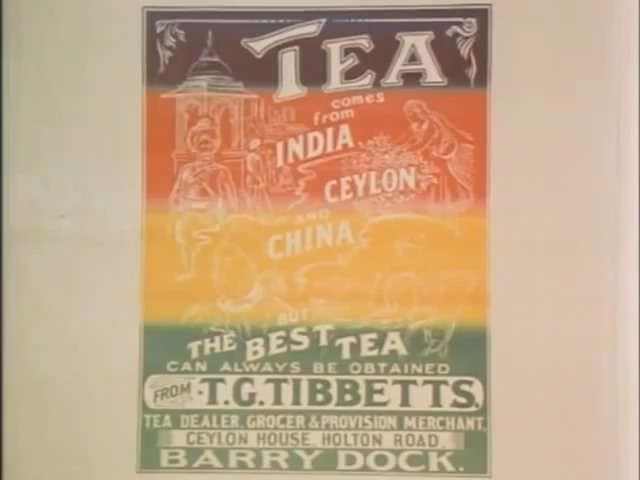 TEA
comes
from
INDIA
CEYLON
AND
CHINA
BUT
THE BEST TEA
CAN ALWAYS BE OBTAINED
FROM T.G.TIBBETTS,
TEA DEALER, GROCER & PROVISION MERCHANT,
CEYLON HOUSE, HOLTON ROAD,
BARRY DOCK.